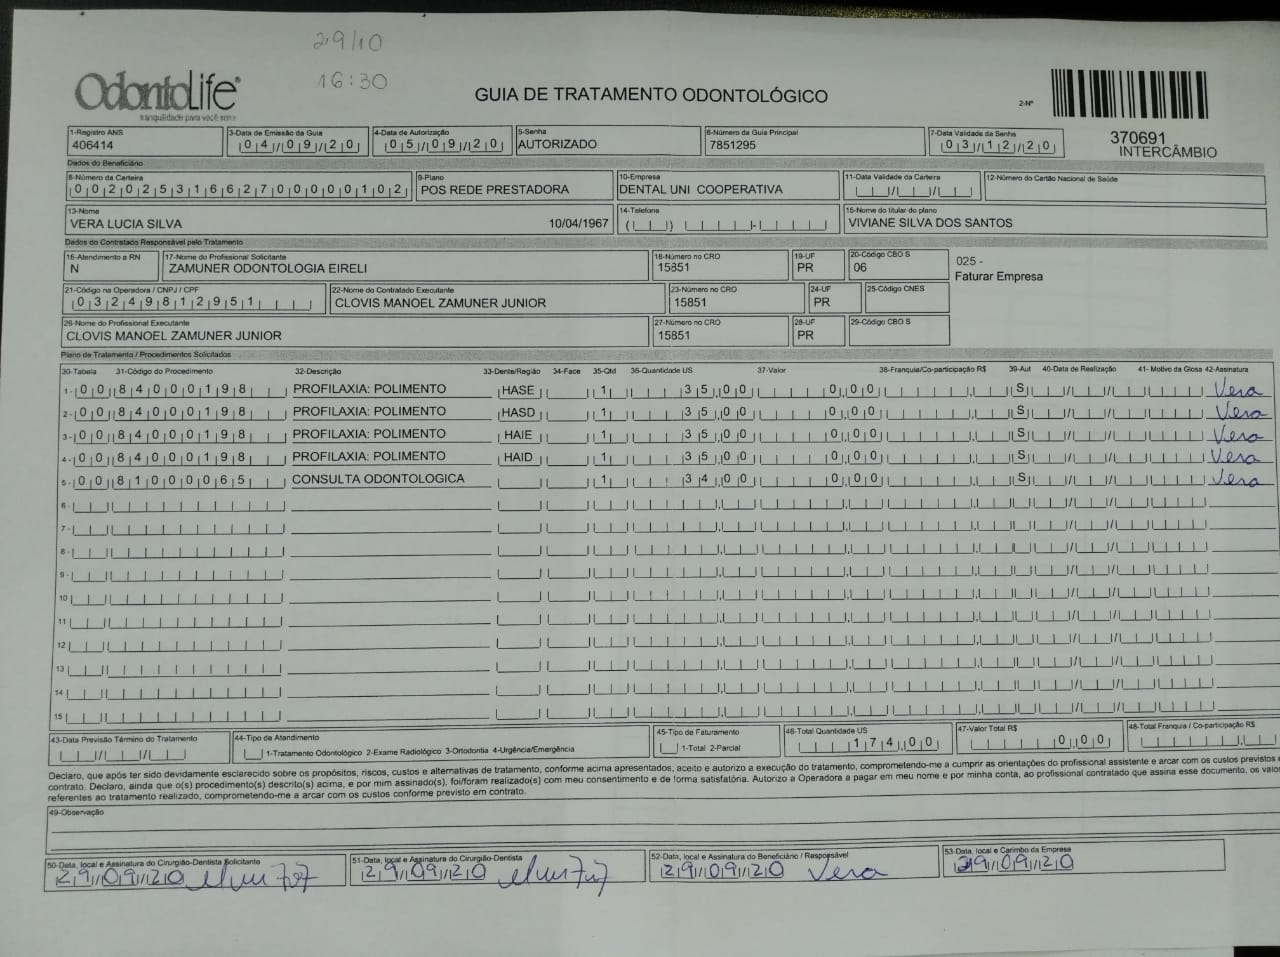 29/10
16:30
OdontoLife®
tranquilidade para você sorrir
GUIA DE TRATAMENTO ODONTOLÓGICO
2-Nº
370691
INTERCÂMBIO
1-Registro ANS 3-Data de Emissão da Guia 4-Data de Autorização 5-Senha 6-Número da Guia Principal 7-Data Validade da Senha
406414 04/09/20 05/09/20 AUTORIZADO 7851295 03/12/20
Dados do Beneficiário
8-Número da Carteira 9-Plano 10-Empresa 11-Data Validade da Carteira 12-Número do Cartão Nacional de Saúde
00202531662700000102 POS REDE PRESTADORA DENTAL UNI COOPERATIVA
13-Nome 14-Telefone 15-Nome do titular do plano
VERA LUCIA SILVA 10/04/1967 VIVIANE SILVA DOS SANTOS
Dados do Contratado Responsável pelo Tratamento
16-Atendimento a RN 17-Nome do Profissional Solicitante 18-Número no CRO 19-UF 20-Código CBO S
N ZAMUNER ODONTOLOGIA EIRELI 15851 PR 06
025 -
Faturar Empresa
21-Código na Operadora / CNPJ / CPF 22-Nome do Contratado Executante 23-Número no CRO 24-UF 25-Código CNES
03249812951 CLOVIS MANOEL ZAMUNER JUNIOR 15851 PR
26-Nome do Profissional Executante 27-Número no CRO 28-UF 29-Código CBO S
CLOVIS MANOEL ZAMUNER JUNIOR 15851 PR
Plano de Tratamento / Procedimentos Solicitados
30-Tabela 31-Código do Procedimento 32-Descrição 33-Dente/Região 34-Face 35-Qtd 36-Quantidade US 37-Valor 38-Franquia/Co-participação R$ 39-Aut 40-Data de Realização 41- Motivo da Glosa 42-Assinatura
1- 00 84000198 PROFILAXIA: POLIMENTO HASE 1 35,00 0,00 S Vera
2- 00 84000198 PROFILAXIA: POLIMENTO HASD 1 35,00 0,00 S Vera
3- 00 84000198 PROFILAXIA: POLIMENTO HAIE 1 35,00 0,00 S Vera
4- 00 84000198 PROFILAXIA: POLIMENTO HAID 1 35,00 0,00 S Vera
5- 00 81000065 CONSULTA ODONTOLOGICA 1 34,00 0,00 S Vera
6-
7-
8-
9-
10
11
12
13
14
15
43-Data Previsão Término do Tratamento 44-Tipo de Atendimento 45-Tipo de Faturamento 46-Total Quantidade US 47-Valor Total R$ 48-Total Franquia / Co-participação R$
1-Tratamento Odontológico 2-Exame Radiológico 3-Ortodontia 4-Urgência/Emergência 1-Total 2-Parcial 174,00 0,00
Declaro, que após ter sido devidamente esclarecido sobre os propósitos, riscos, custos e alternativas de tratamento, conforme acima apresentados, aceito e autorizo a execução do tratamento, comprometendo-me a cumprir as orientações do profissional assistente e arcar com os custos previstos
contrato. Declaro, ainda que o(s) procedimento(s) descrito(s) acima, e por mim assinado(s), foi/foram realizado(s) com meu consentimento e de forma satisfatória. Autorizo a Operadora a pagar em meu nome e por minha conta, ao profissional contratado que assina esse documento, os
referentes ao tratamento realizado, comprometendo-me a arcar com os custos conforme previsto em contrato.
49-Observação
50-Data, local e Assinatura do Cirurgião-Dentista Solicitante 51-Data, local e Assinatura do Cirurgião-Dentista 52-Data, local e Assinatura do Beneficiário / Responsável 53-Data, local e Carimbo da Empresa
29/09/20 29/09/20 29/09/20 Vera 29/09/20